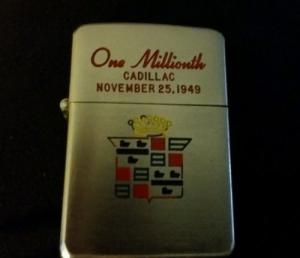 One Millionth
CADILLAC
NOVEMBER 25, 1949